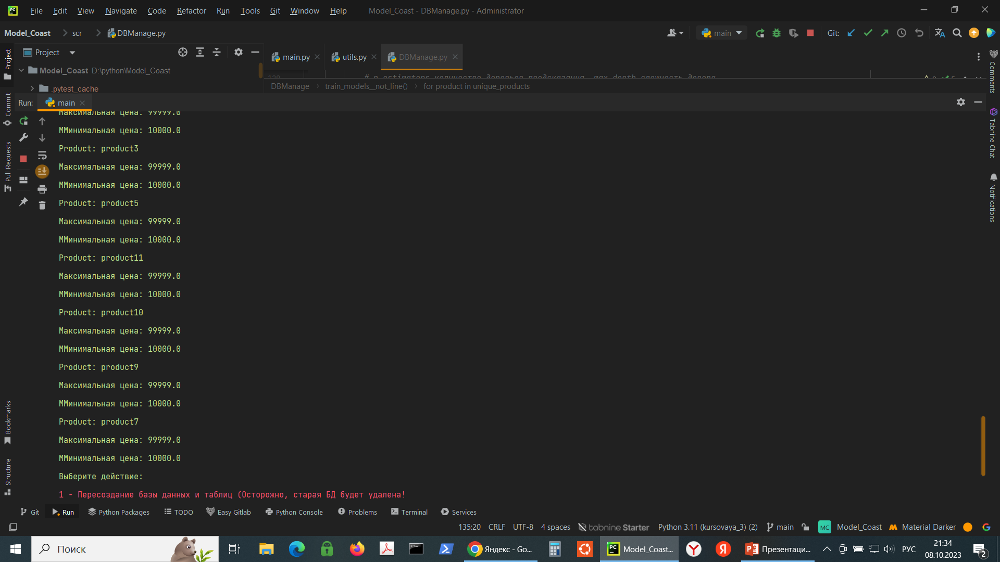 File Edit View Navigate Code Refactor Run Tools Git Window Help Model_Coast - DBManage.py - Administrator
Model_Coast scr DBManage.py main Git:
Project main.py utils.py DBManage.py
Model_Coast D:\python\Model_Coast
# n_estimators количество деревьев предсказания, max_depth сложность дерева
.pytest_cache
DBManage train_models__not_line() for product in unique_products
Run: main
Максимальная цена: 99999.0
ММинимальная цена: 10000.0
Product: product3
Максимальная цена: 99999.0
ММинимальная цена: 10000.0
Product: product5
Максимальная цена: 99999.0
ММинимальная цена: 10000.0
Product: product11
Максимальная цена: 99999.0
ММинимальная цена: 10000.0
Product: product10
Максимальная цена: 99999.0
ММинимальная цена: 10000.0
Product: product9
Максимальная цена: 99999.0
ММинимальная цена: 10000.0
Product: product7
Максимальная цена: 99999.0
ММинимальная цена: 10000.0
Выберите действие:
1 - Пересоздание базы данных и таблиц (Осторожно, старая БД будет удалена!
Project
Commit
Pull Requests
Bookmarks
Structure
Comments
Tabnine Chat
Notifications
Git Run Python Packages TODO Easy Gitlab Python Console Problems Terminal Services
135:20 CRLF UTF-8 4 spaces tabnine Starter Python 3.11 (kursovaya_3) (2) main MC Model_Coast Material Darker
Поиск Яндекс - Go... Model_Coast... Презентаци... РУС
21:34
08.10.2023
2